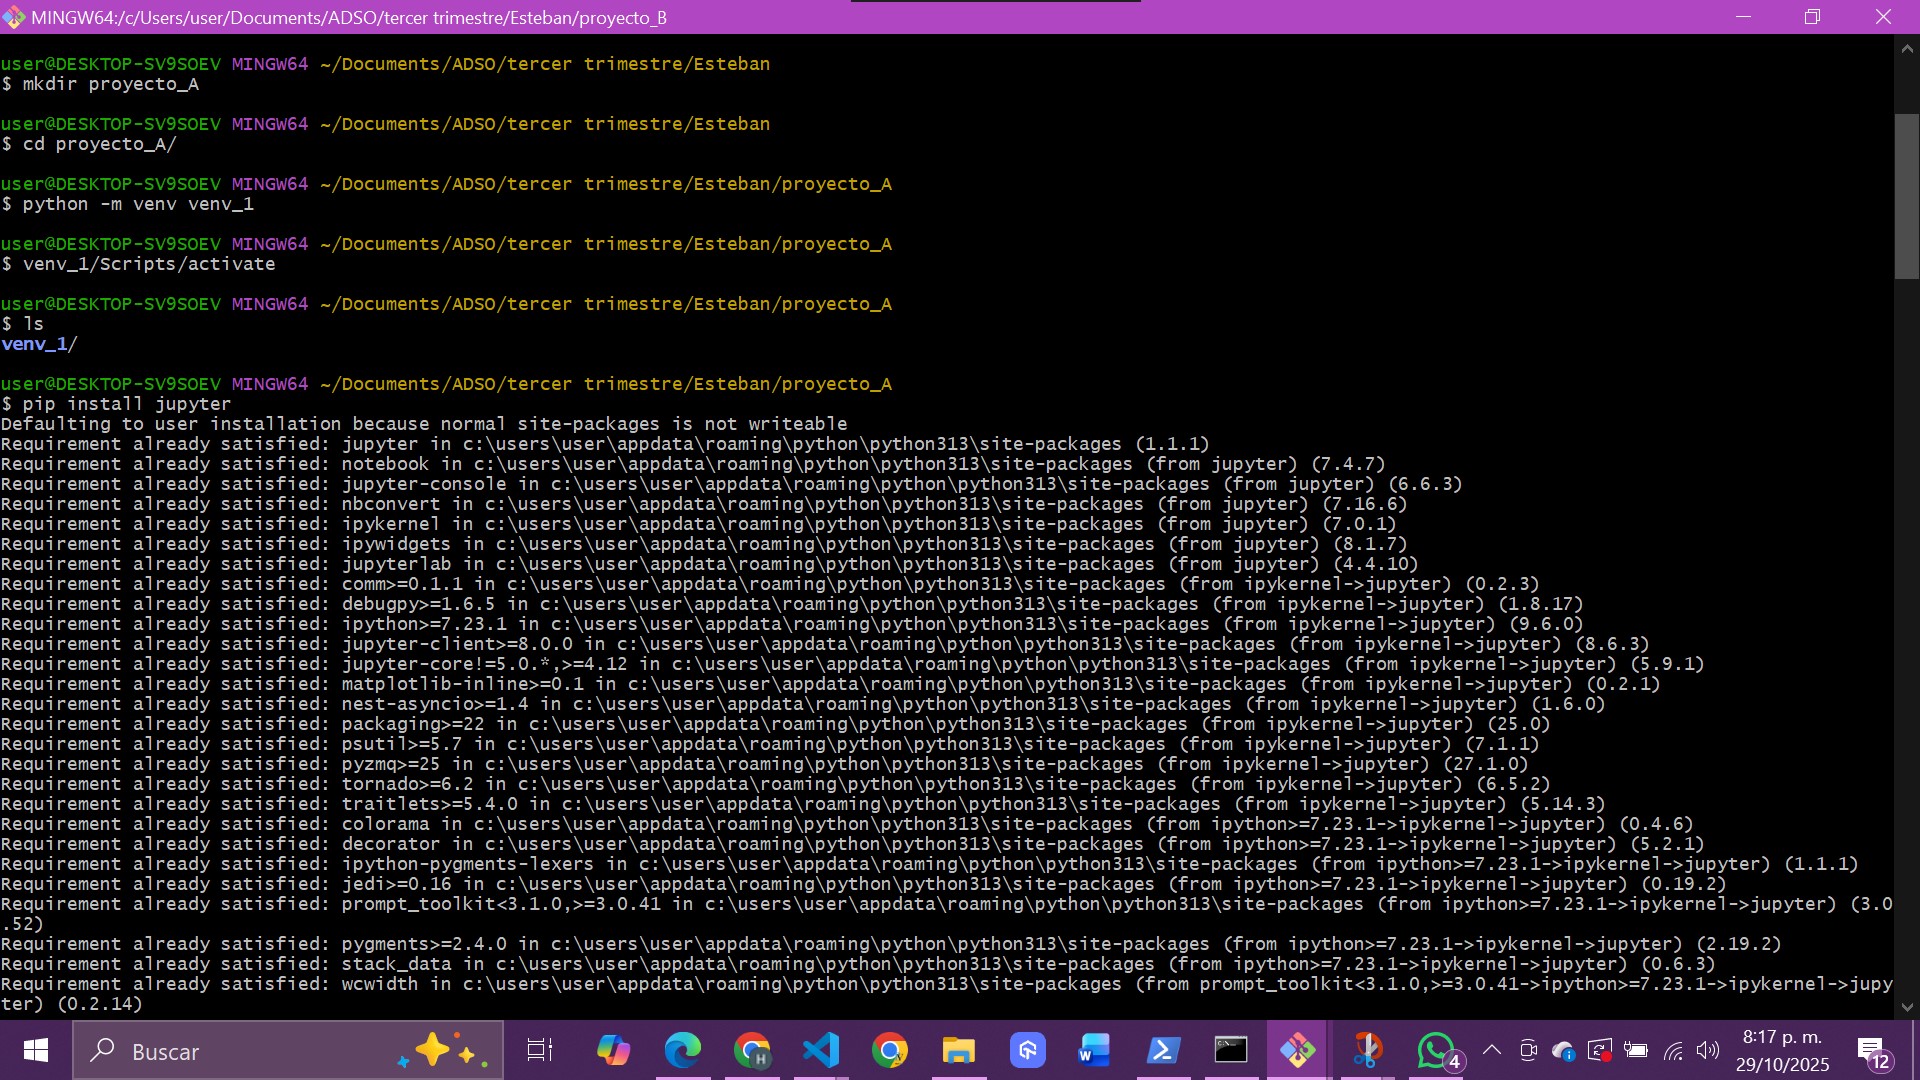 MINGW64:/c/Users/user/Documents/ADSO/tercer trimestre/Esteban/proyecto_B
user@DESKTOP-SV9SOEV MINGW64 ~/Documents/ADSO/tercer trimestre/Esteban
$ mkdir proyecto_A
user@DESKTOP-SV9SOEV MINGW64 ~/Documents/ADSO/tercer trimestre/Esteban
$ cd proyecto_A/
user@DESKTOP-SV9SOEV MINGW64 ~/Documents/ADSO/tercer trimestre/Esteban/proyecto_A
$ python -m venv venv_1
user@DESKTOP-SV9SOEV MINGW64 ~/Documents/ADSO/tercer trimestre/Esteban/proyecto_A
$ venv_1/Scripts/activate
user@DESKTOP-SV9SOEV MINGW64 ~/Documents/ADSO/tercer trimestre/Esteban/proyecto_A
$ ls
venv_1/
user@DESKTOP-SV9SOEV MINGW64 ~/Documents/ADSO/tercer trimestre/Esteban/proyecto_A
$ pip install jupyter
Defaulting to user installation because normal site-packages is not writeable
Requirement already satisfied: jupyter in c:\users\user\appdata\roaming\python\python313\site-packages (1.1.1)
Requirement already satisfied: notebook in c:\users\user\appdata\roaming\python\python313\site-packages (from jupyter) (7.4.7)
Requirement already satisfied: jupyter-console in c:\users\user\appdata\roaming\python\python313\site-packages (from jupyter) (6.6.3)
Requirement already satisfied: nbconvert in c:\users\user\appdata\roaming\python\python313\site-packages (from jupyter) (7.16.6)
Requirement already satisfied: ipykernel in c:\users\user\appdata\roaming\python\python313\site-packages (from jupyter) (7.0.1)
Requirement already satisfied: ipywidgets in c:\users\user\appdata\roaming\python\python313\site-packages (from jupyter) (8.1.7)
Requirement already satisfied: jupyterlab in c:\users\user\appdata\roaming\python\python313\site-packages (from jupyter) (4.4.10)
Requirement already satisfied: comm>=0.1.1 in c:\users\user\appdata\roaming\python\python313\site-packages (from ipykernel->jupyter) (0.2.3)
Requirement already satisfied: debugpy>=1.6.5 in c:\users\user\appdata\roaming\python\python313\site-packages (from ipykernel->jupyter) (1.8.17)
Requirement already satisfied: ipython>=7.23.1 in c:\users\user\appdata\roaming\python\python313\site-packages (from ipykernel->jupyter) (9.6.0)
Requirement already satisfied: jupyter-client>=8.0.0 in c:\users\user\appdata\roaming\python\python313\site-packages (from ipykernel->jupyter) (8.6.3)
Requirement already satisfied: jupyter-core!=5.0.*,>=4.12 in c:\users\user\appdata\roaming\python\python313\site-packages (from ipykernel->jupyter) (5.9.1)
Requirement already satisfied: matplotlib-inline>=0.1 in c:\users\user\appdata\roaming\python\python313\site-packages (from ipykernel->jupyter) (0.2.1)
Requirement already satisfied: nest-asyncio>=1.4 in c:\users\user\appdata\roaming\python\python313\site-packages (from ipykernel->jupyter) (1.6.0)
Requirement already satisfied: packaging>=22 in c:\users\user\appdata\roaming\python\python313\site-packages (from ipykernel->jupyter) (25.0)
Requirement already satisfied: psutil>=5.7 in c:\users\user\appdata\roaming\python\python313\site-packages (from ipykernel->jupyter) (7.1.1)
Requirement already satisfied: pyzmq>=25 in c:\users\user\appdata\roaming\python\python313\site-packages (from ipykernel->jupyter) (27.1.0)
Requirement already satisfied: tornado>=6.2 in c:\users\user\appdata\roaming\python\python313\site-packages (from ipykernel->jupyter) (6.5.2)
Requirement already satisfied: traitlets>=5.4.0 in c:\users\user\appdata\roaming\python\python313\site-packages (from ipykernel->jupyter) (5.14.3)
Requirement already satisfied: colorama in c:\users\user\appdata\roaming\python\python313\site-packages (from ipython>=7.23.1->ipykernel->jupyter) (0.4.6)
Requirement already satisfied: decorator in c:\users\user\appdata\roaming\python\python313\site-packages (from ipython>=7.23.1->ipykernel->jupyter) (5.2.1)
Requirement already satisfied: ipython-pygments-lexers in c:\users\user\appdata\roaming\python\python313\site-packages (from ipython>=7.23.1->ipykernel->jupyter) (1.1.1)
Requirement already satisfied: jedi>=0.16 in c:\users\user\appdata\roaming\python\python313\site-packages (from ipython>=7.23.1->ipykernel->jupyter) (0.19.2)
Requirement already satisfied: prompt_toolkit<3.1.0,>=3.0.41 in c:\users\user\appdata\roaming\python\python313\site-packages (from ipython>=7.23.1->ipykernel->jupyter) (3.0
.52)
Requirement already satisfied: pygments>=2.4.0 in c:\users\user\appdata\roaming\python\python313\site-packages (from ipython>=7.23.1->ipykernel->jupyter) (2.19.2)
Requirement already satisfied: stack_data in c:\users\user\appdata\roaming\python\python313\site-packages (from ipython>=7.23.1->ipykernel->jupyter) (0.6.3)
Requirement already satisfied: wcwidth in c:\users\user\appdata\roaming\python\python313\site-packages (from prompt_toolkit<3.1.0,>=3.0.41->ipython>=7.23.1->ipykernel->jupy
ter) (0.2.14)
Buscar
4
8:17 p. m.
29/10/2025
12